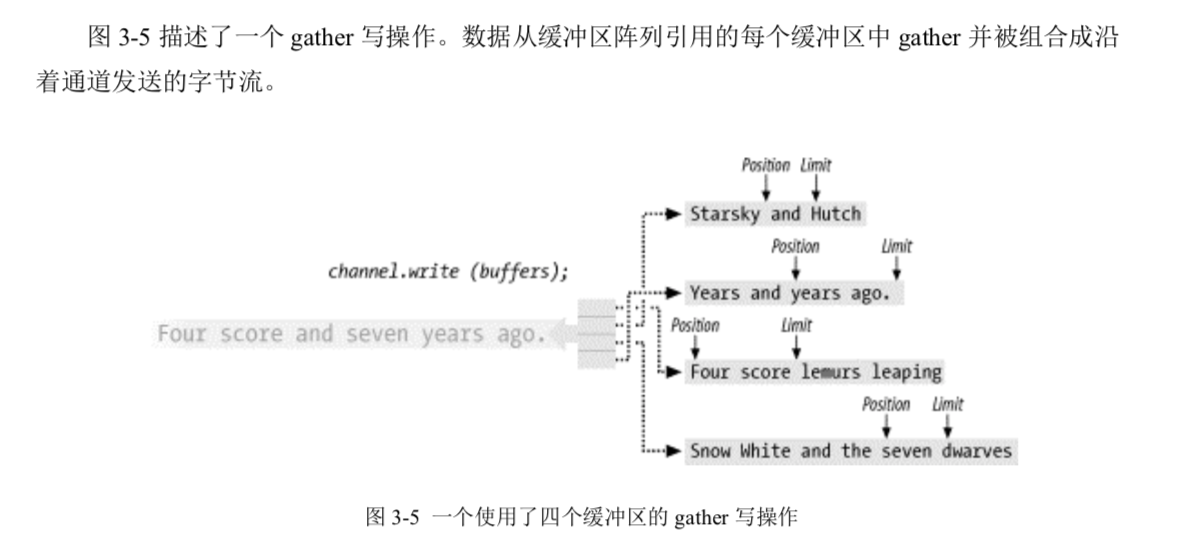 图 3-5 描述了一个 gather 写操作。数据从缓冲区阵列引用的每个缓冲区中 gather 并被组合成沿
着通道发送的字节流。
Position Limit
Starsky and Hutch
Position Limit
channel.write (buffers);
Years and years ago.
Position Limit
Four score and seven years ago.
Four score lemurs leaping
Position Limit
Snow White and the seven dwarves
图 3-5 一个使用了四个缓冲区的 gather 写操作